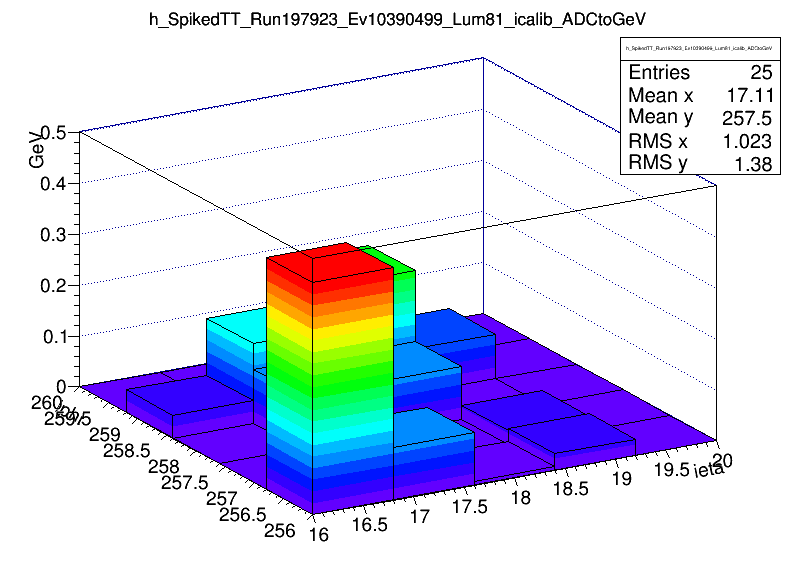 h_SpikedTT_Run197923_Ev10390499_Lum81_icalib_ADCtoGeV
h_SpikedTT_Run197923_Ev10390499_Lum81_icalib_ADCtoGeV
Entries 25
Mean x 17.11
Mean y 257.5
RMS x 1.023
RMS y 1.38
GeV
0.5
0.4
0.3
0.2
0.1
0
260
259.5
259
258.5
258
257.5
257
256.5
256
16
16.5
17
17.5
18
18.5
19
19.5
20
ieta